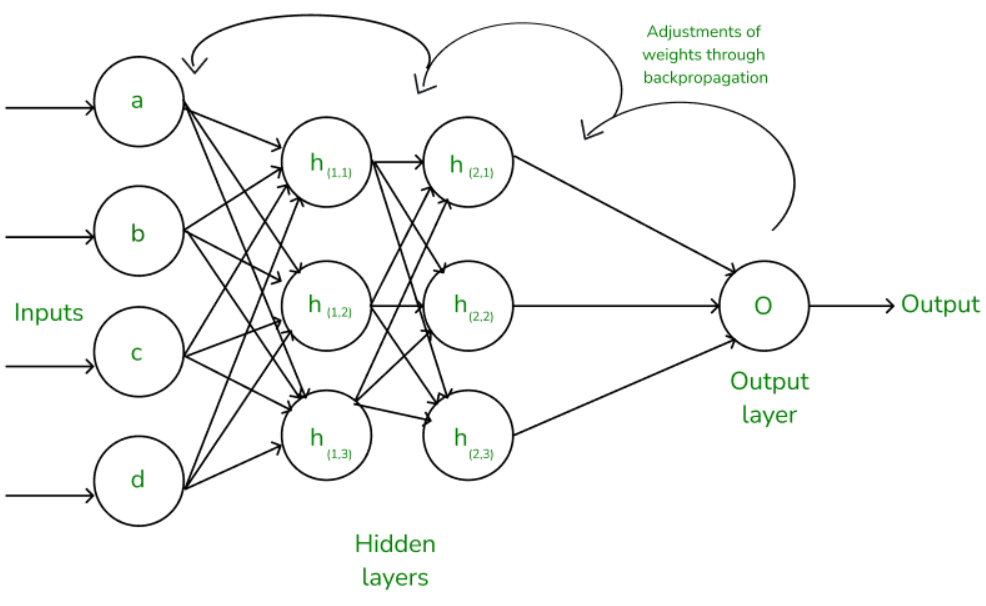 Adjustments of
weights through
backpropagation
a
h (1,1)
h (2,1)
b
Inputs
h (1,2)
h (2,2)
O
Output
c
Output
layer
h (1,3)
h (2,3)
d
Hidden
layers